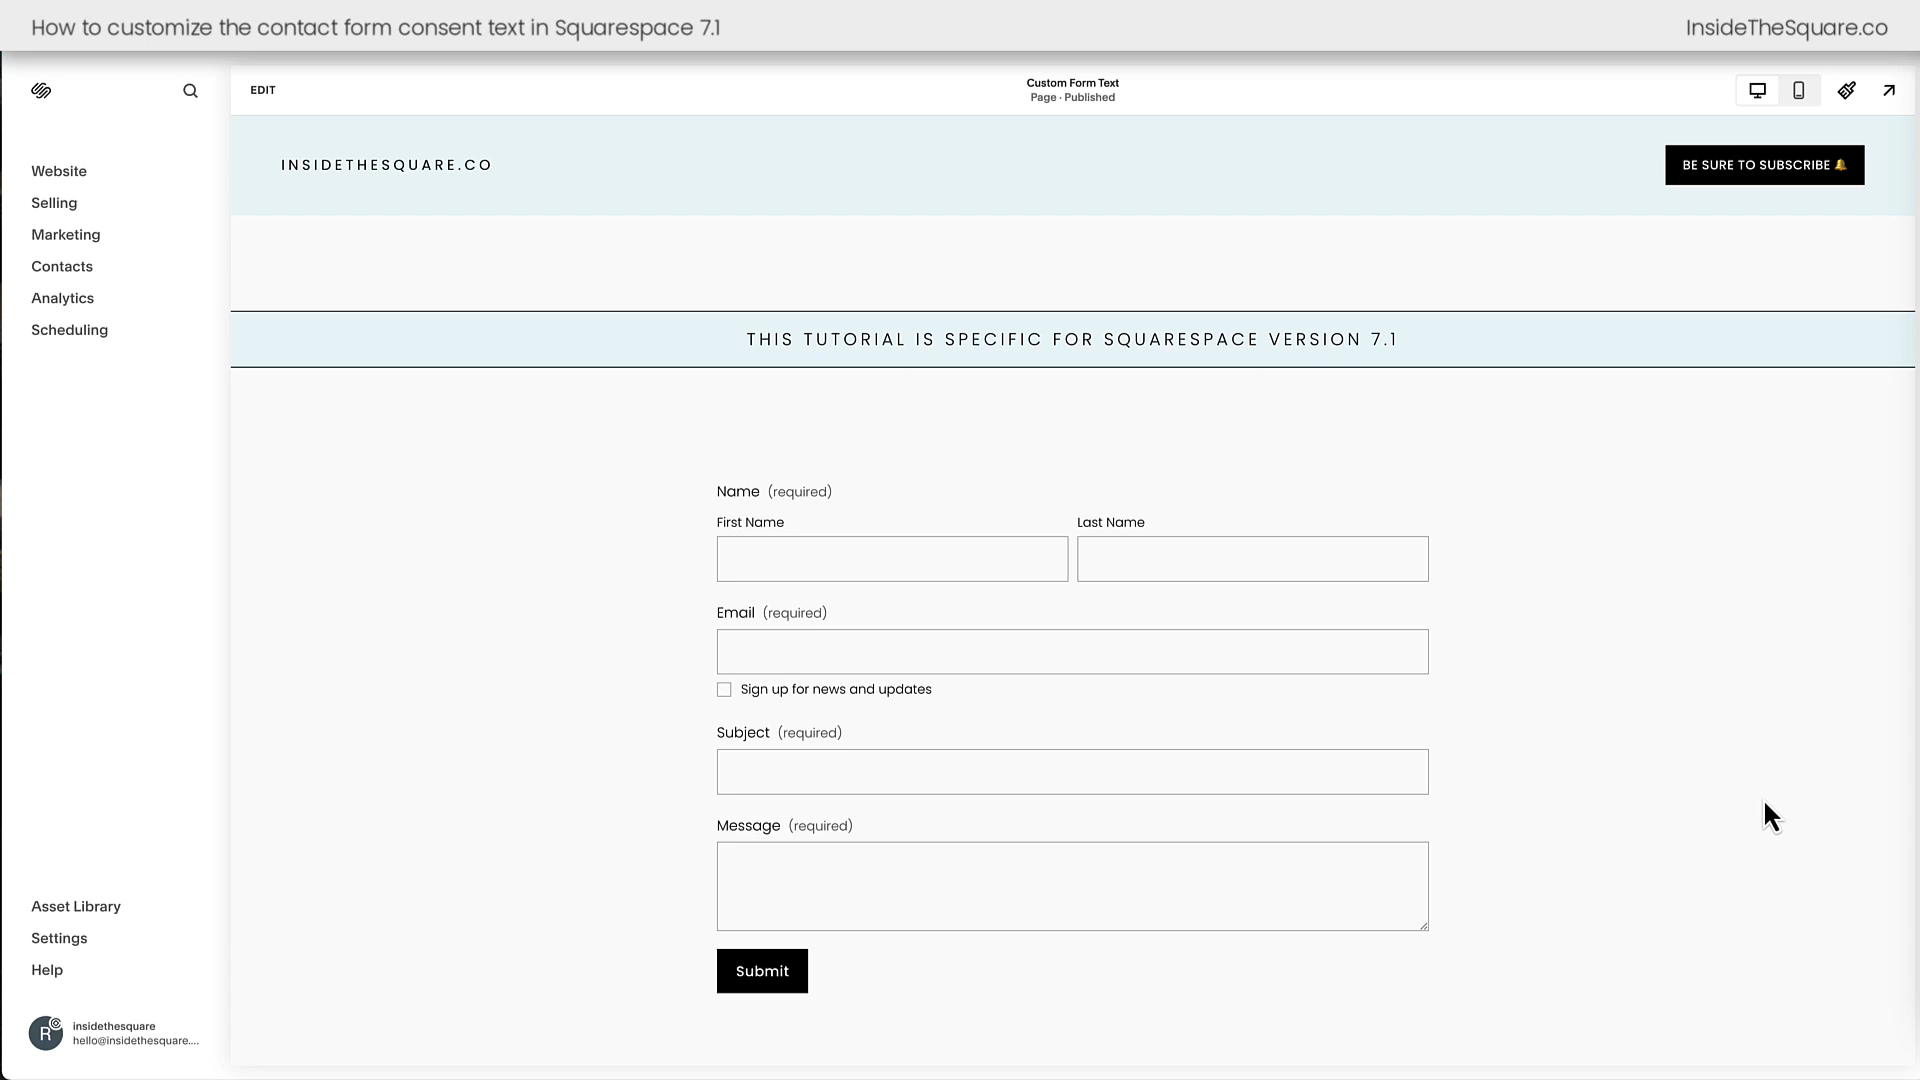 How to customize the contact form consent text in Squarespace 7.1
InsideTheSquare.co
EDIT
Custom Form Text
Page · Published
Website
Selling
Marketing
Contacts
Analytics
Scheduling
INSIDETHESQUARE.CO
BE SURE TO SUBSCRIBE 🔔
THIS TUTORIAL IS SPECIFIC FOR SQUARESPACE VERSION 7.1
Name (required)
First Name
Last Name
Email (required)
Sign up for news and updates
Subject (required)
Message (required)
Submit
Asset Library
Settings
Help
R
insidethesquare
hello@insidethesquare....